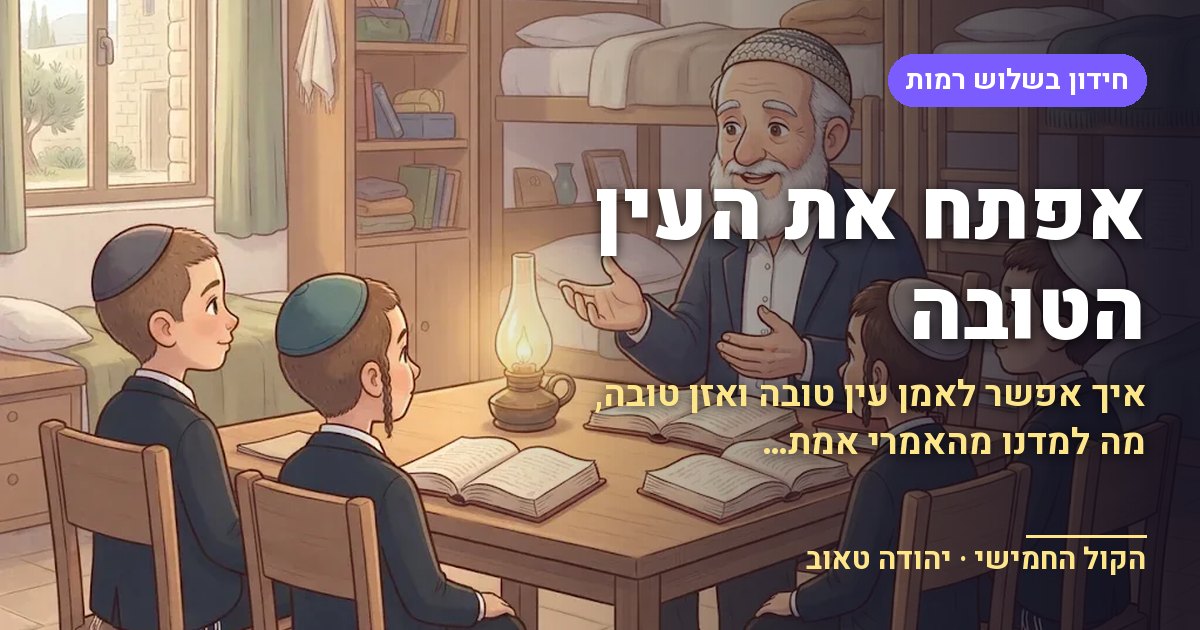 חידון בשלוש רמות
אפתח את העין
הטובה
איך אפשר לאמן עין טובה ואזן טובה,
מה למדנו מהאמרי אמת...
הקול החמישי · יהודה טאוב